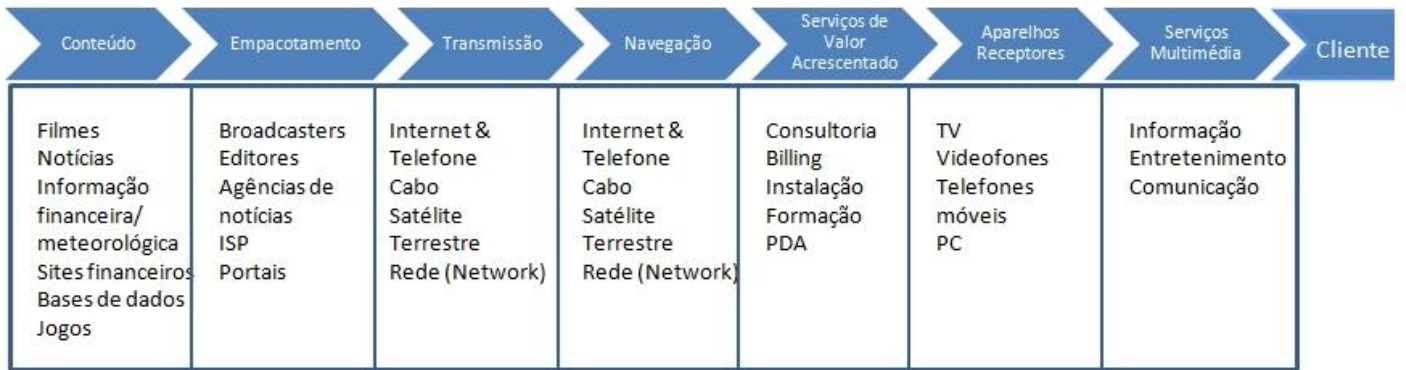 Conteúdo
Empacotamento
Transmissão
Navegação
Serviços de
Valor
Acrescentado
Aparelhos
Receptores
Serviços
Multimédia
Cliente
Filmes
Notícias
Informação
financeira/
meteorológica
Sites financeiros
Bases de dados
Jogos
Broadcasters
Editores
Agências de
notícias
ISP
Portais
Internet &
Telefone
Cabo
Satélite
Terrestre
Rede (Network)
Internet &
Telefone
Cabo
Satélite
Terrestre
Rede (Network)
Consultoria
Billing
Instalação
Formação
PDA
TV
Videofones
Telefones
móveis
PC
Informação
Entretenimento
Comunicação